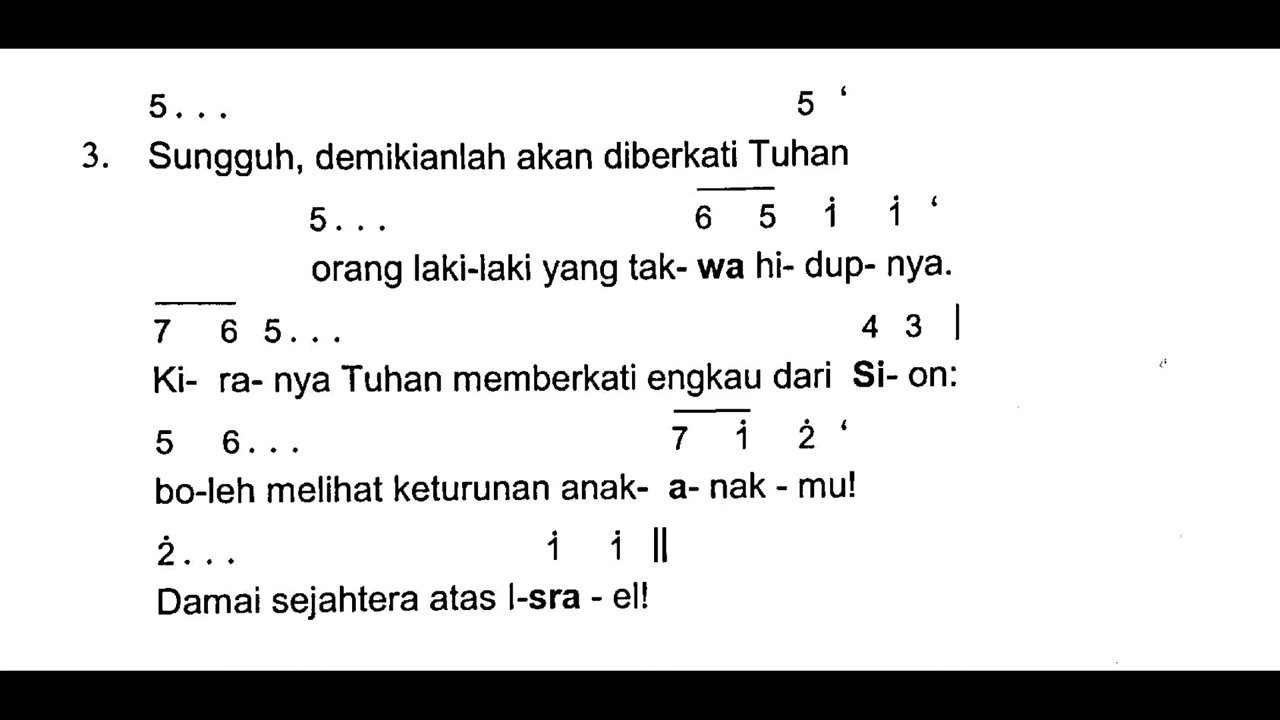 5... 5 ‘
3. Sungguh, demikianlah akan diberkati Tuhan
5... 6 5 1̇ 1̇ ‘
orang laki-laki yang tak- wa hi- dup- nya.
7 6 5... 4 3 |
Ki- ra- nya Tuhan memberkati engkau dari Si- on:
5 6... 7 1̇ 2̇ ‘
bo-leh melihat keturunan anak- a- nak - mu!
2̇... 1̇ 1̇ ||
Damai sejahtera atas I-sra - el!